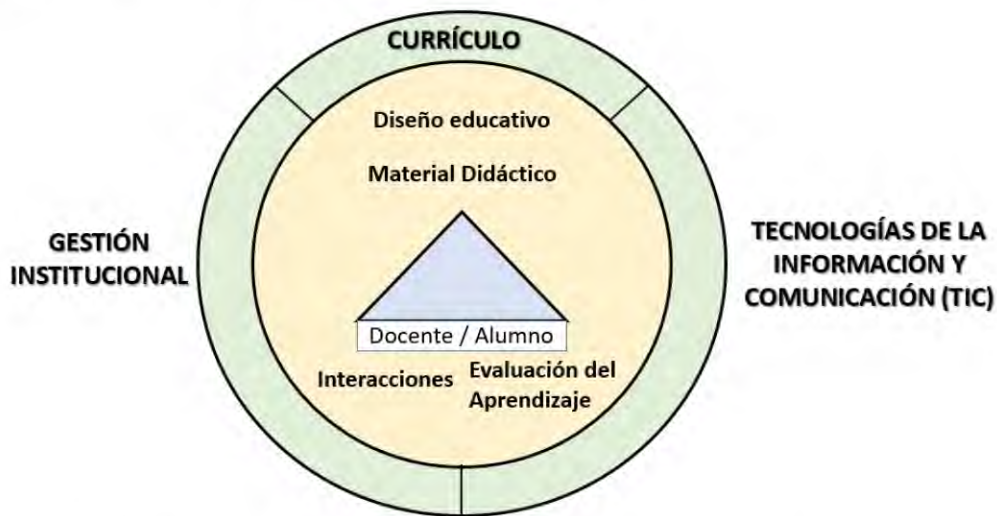 CURRÍCULO
Diseño educativo
Material Didáctico
GESTIÓN
INSTITUCIONAL
TECNOLOGÍAS DE LA
INFORMACIÓN Y
COMUNICACIÓN (TIC)
Docente / Alumno
Interacciones
Evaluación del
Aprendizaje